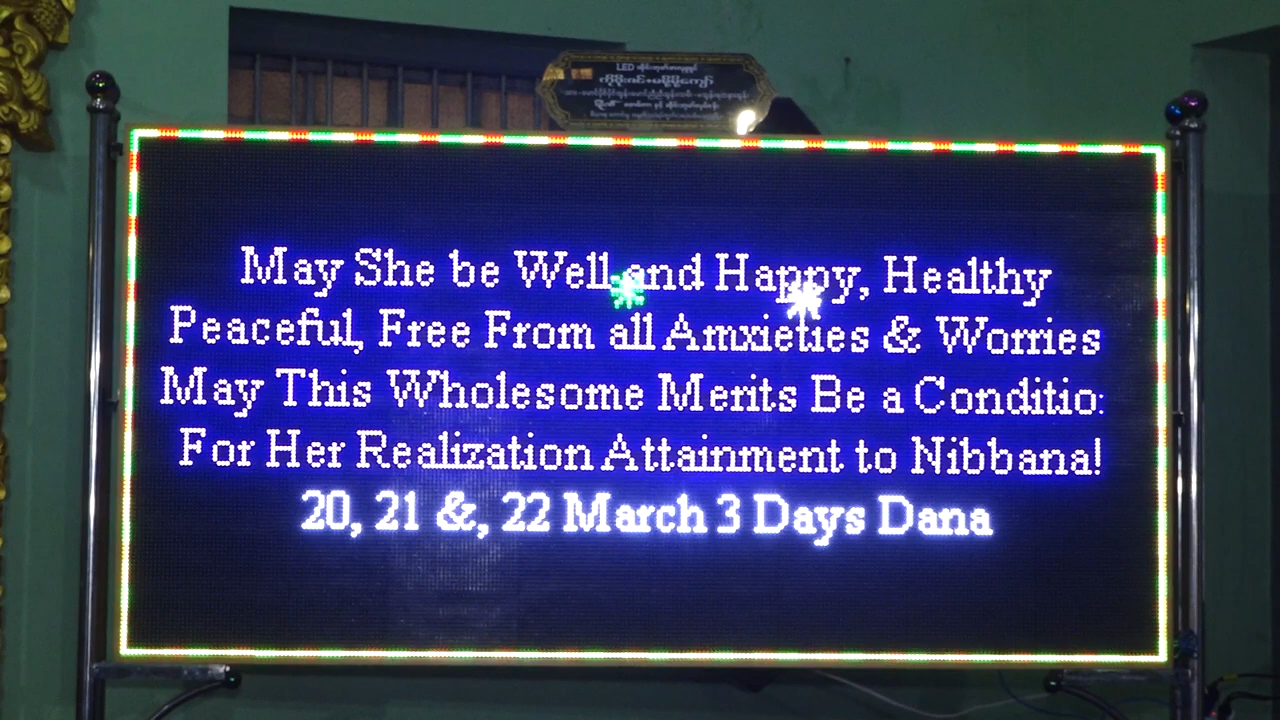 LED
May She be Well and Happy, Healthy
Peaceful, Free From all Amxieties & Worries
May This Wholesome Merits Be a Conditio:
For Her Realization Attainment to Nibbana!
20, 21 &, 22 March 3 Days Dana